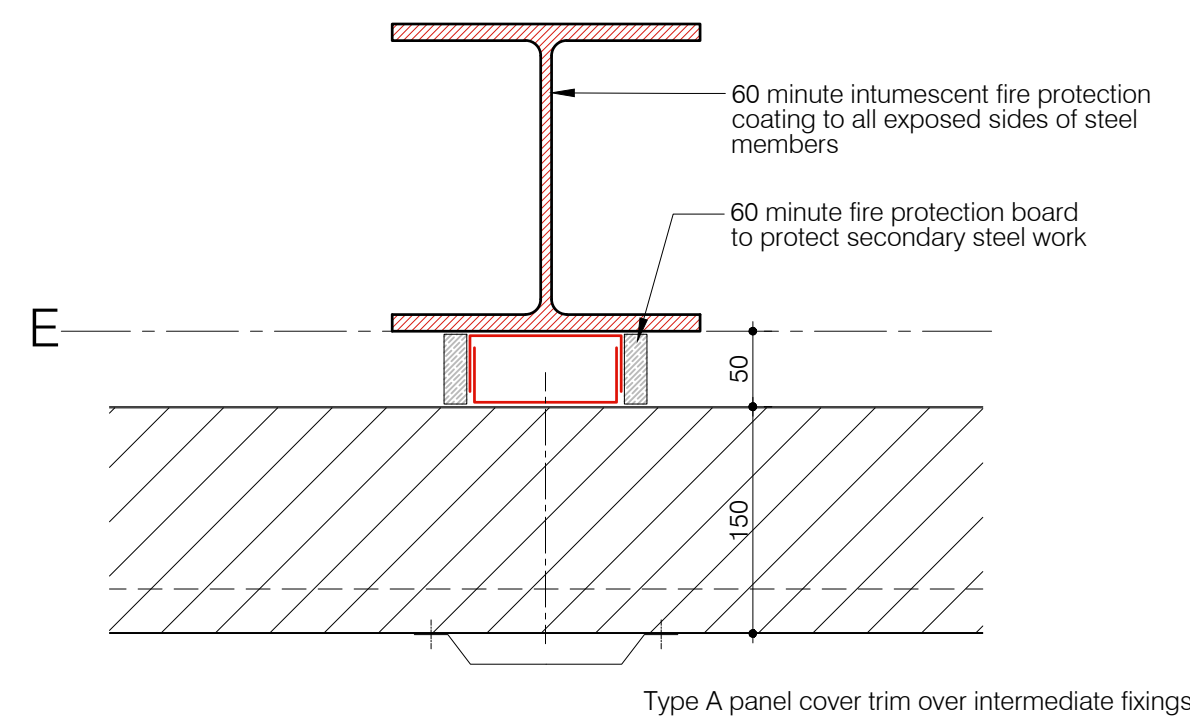 60 minute intumescent fire protection
coating to all exposed sides of steel
members
60 minute fire protection board
to protect secondary steel work
E
50
150
Type A panel cover trim over intermediate fixings